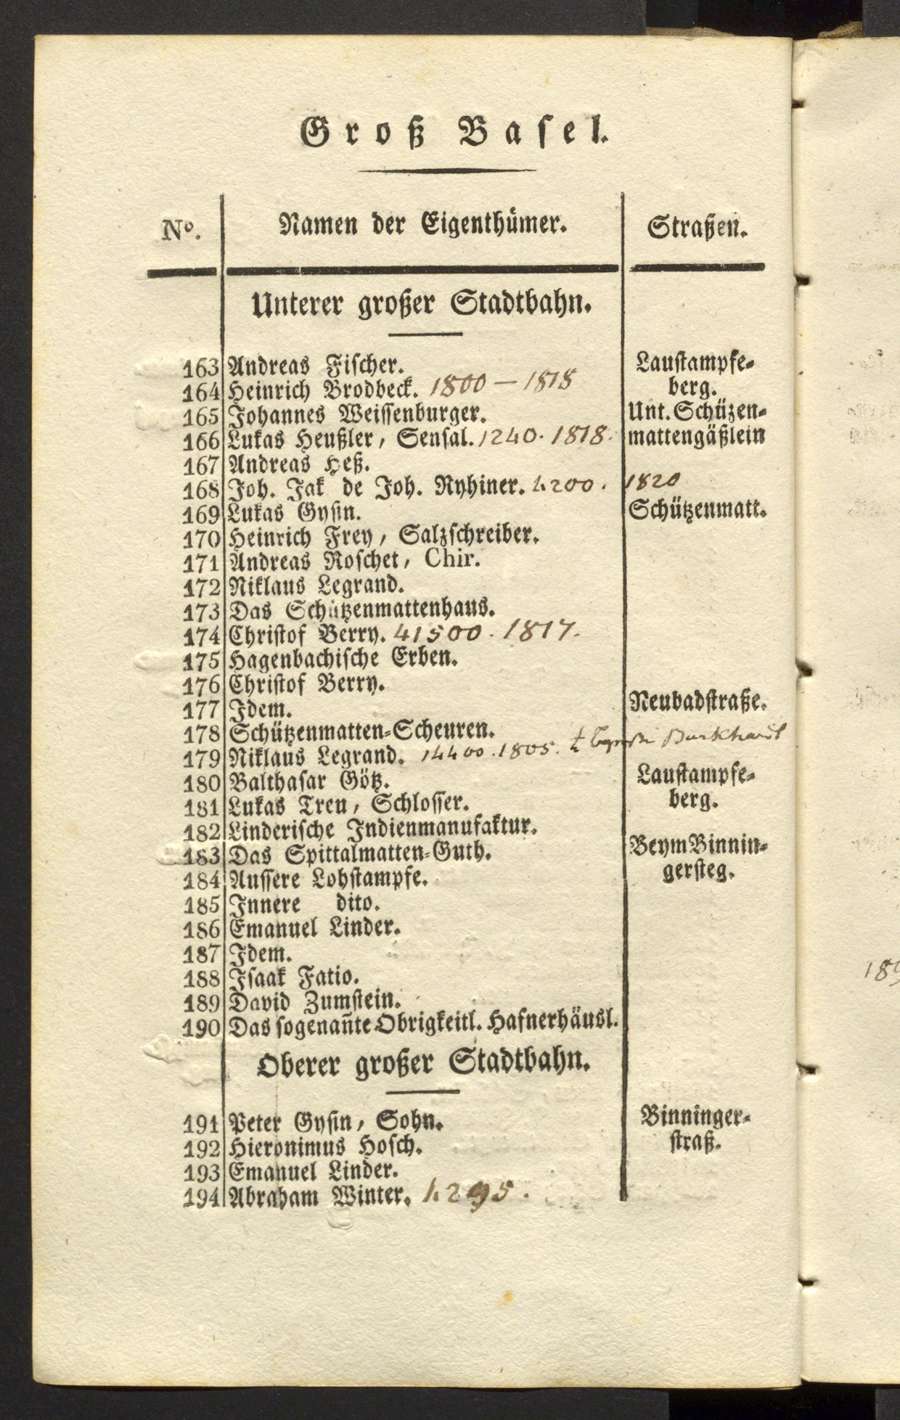 Groß Basel.
No. Namen der Eigenthümer. Straßen.
Unterer großer Stadtbahn.
163 Andreas Fischer. Laustampfe-
164 Heinrich Brodbeck. 1800 — 1818 berg.
165 Johannes Weissenburger. Unt. Schüzen-
166 Lukas Heußler, Sensal. 1240. 1818. mattengäßlein
167 Andreas Heß.
168 Joh. Jak de Joh. Ryhiner. 4200. 1820
169 Lukas Gysin. Schützenmatt.
170 Heinrich Frey, Salzschreiber.
171 Andreas Roschet, Chir.
172 Niklaus Legrand.
173 Das Schützenmattenhaus.
174 Christof Berry. 41500. 1817.
175 Hagenbachische Erben.
176 Christof Berry.
177 Idem. Neubadstraße.
178 Schützenmatten-Scheuren.
179 Niklaus Legrand. 14400. 1805. Burkhardt
180 Balthasar Götz. Laustampfe-
181 Lukas Treu, Schlosser. berg.
182 Linderische Indienmanufaktur.
183 Das Spittalmatten-Guth. Beym Binnin-
184 Aussere Lohstampfe. gersteg.
185 Innere dito.
186 Emanuel Linder.
187 Idem.
188 Isaak Fatio.
189 David Zumstein.
190 Das sogenañte Obrigkeitl. Hafnerhäusl.
Oberer großer Stadtbahn.
191 Peter Gysin, Sohn. Binninger-
192 Hieronimus Hosch. straß.
193 Emanuel Linder.
194 Abraham Winter. 4295.